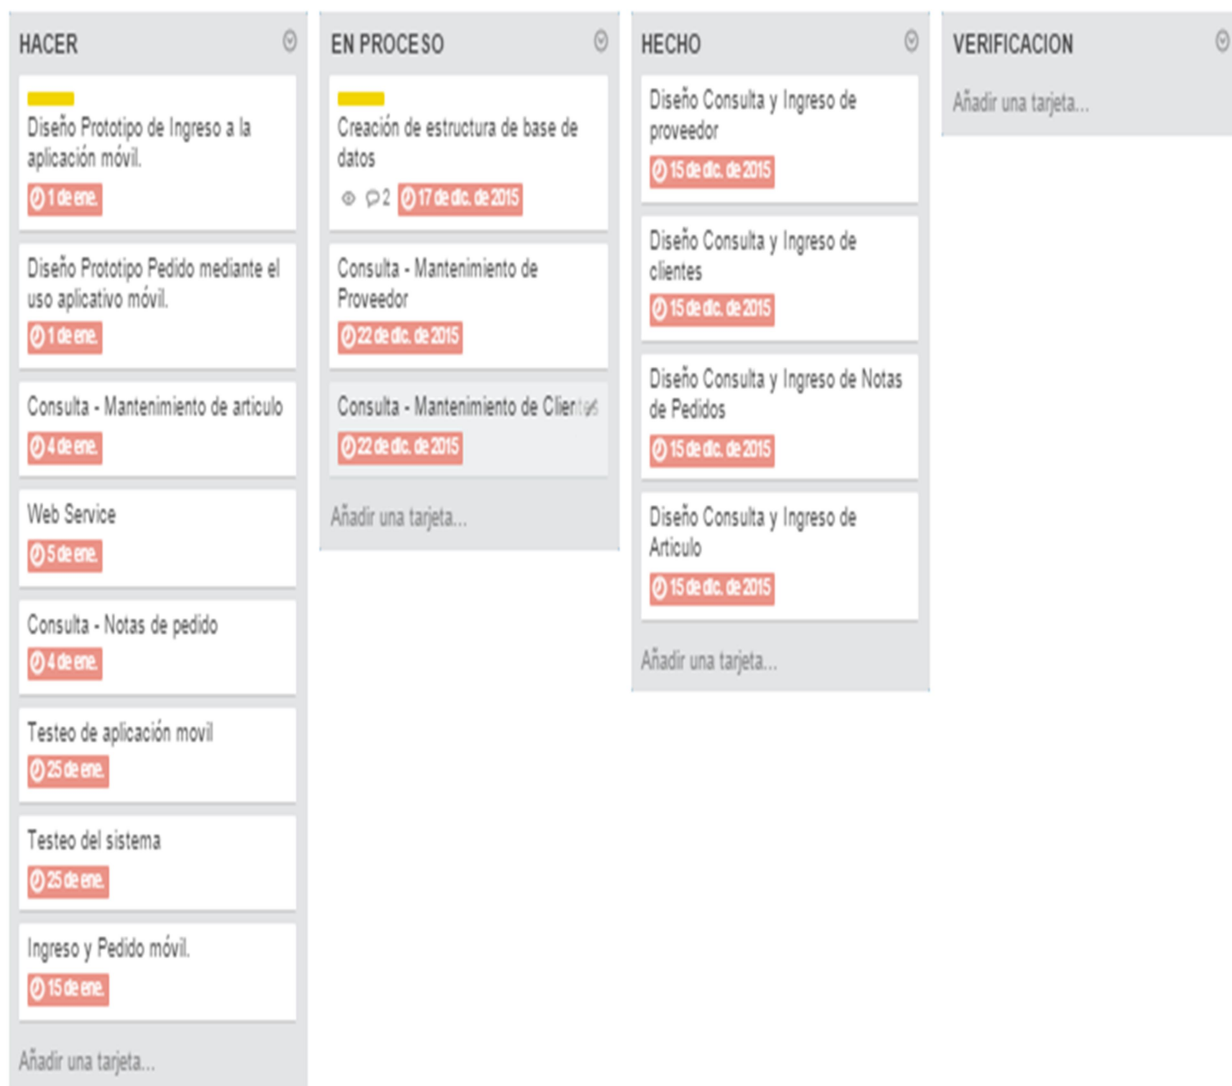 HACER
Diseño Prototipo de Ingreso a la
aplicación móvil.
1 de ene.
Diseño Prototipo Pedido mediante el
uso aplicativo móvil.
1 de ene.
Consulta - Mantenimiento de articulo
4 de ene.
Web Service
5 de ene.
Consulta - Notas de pedido
4 de ene.
Testeo de aplicación movil
25 de ene.
Testeo del sistema
25 de ene.
Ingreso y Pedido móvil.
15 de ene.
Añadir una tarjeta...
EN PROCESO
Creación de estructura de base de
datos
2 17 de dic. de 2015
Consulta - Mantenimiento de
Proveedor
22 de dic. de 2015
Consulta - Mantenimiento de Clientes
22 de dic. de 2015
Añadir una tarjeta...
HECHO
Diseño Consulta y Ingreso de
proveedor
15 de dic. de 2015
Diseño Consulta y Ingreso de
clientes
15 de dic. de 2015
Diseño Consulta y Ingreso de Notas
de Pedidos
15 de dic. de 2015
Diseño Consulta y Ingreso de
Articulo
15 de dic. de 2015
Añadir una tarjeta...
VERIFICACION
Añadir una tarjeta...